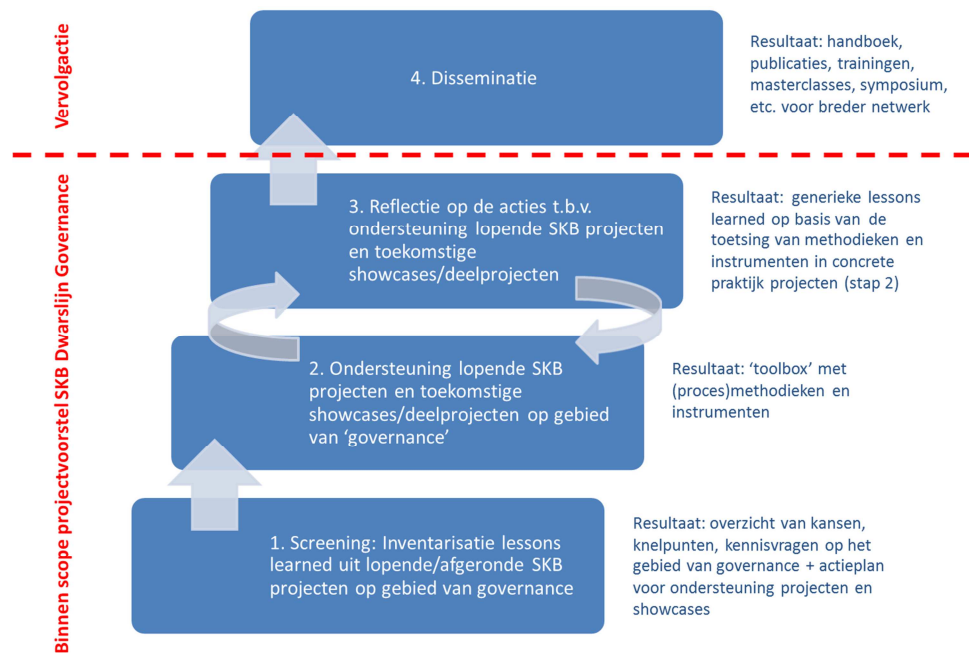 Vervolgactie
4. Disseminatie
Resultaat: handboek,
publicaties, trainingen,
masterclasses, symposium,
etc. voor breder netwerk
Binnen scope projectvoorstel SKB Dwarslijn Governance
3. Reflectie op de acties t.b.v.
ondersteuning lopende SKB projecten
en toekomstige
showcases/deelprojecten
Resultaat: generieke lessons
learned op basis van de
toetsing van methodieken en
instrumenten in concrete
praktijk projecten (stap 2)
2. Ondersteuning lopende SKB
projecten en toekomstige
showcases/deelprojecten op gebied
van ‘governance’
Resultaat: ‘toolbox’ met
(proces)methodieken en
instrumenten
1. Screening: Inventarisatie lessons
learned uit lopende/afgeronde SKB
projecten op gebied van governance
Resultaat: overzicht van kansen,
knelpunten, kennisvragen op het
gebied van governance + actieplan
voor ondersteuning projecten en
showcases